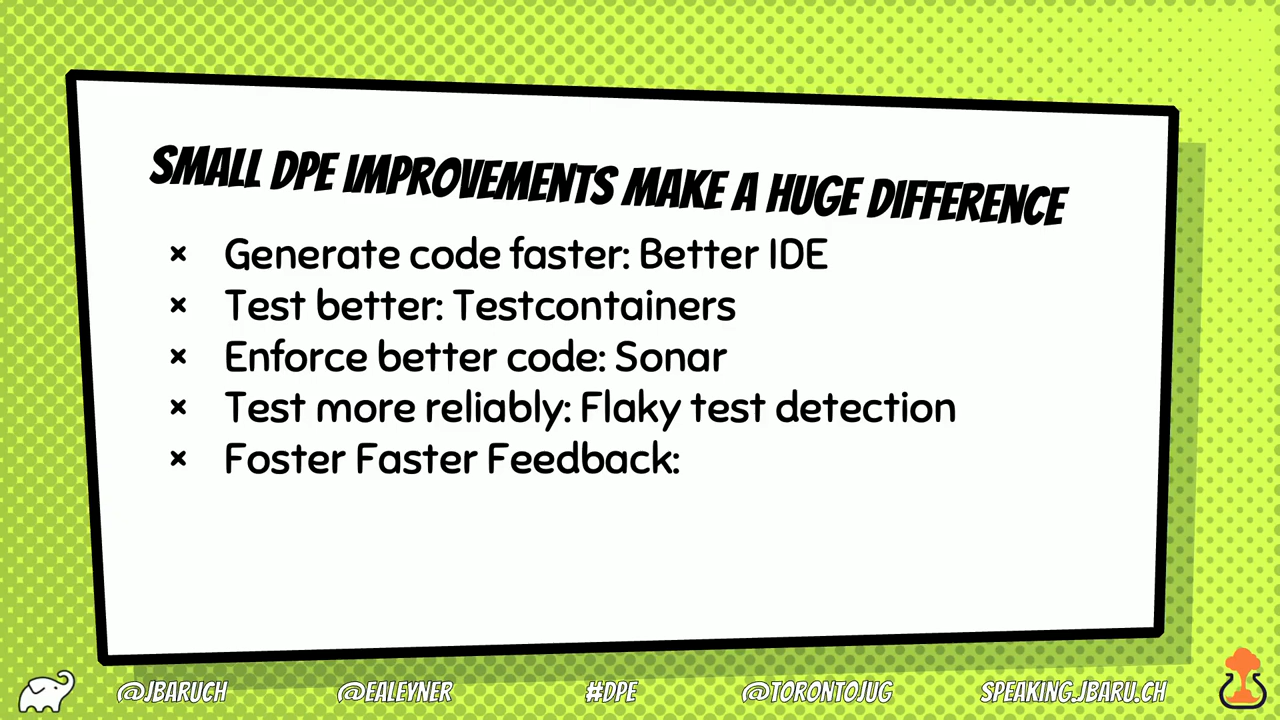 SMALL DPE IMPROVEMENTS MAKE A HUGE DIFFERENCE
× Generate code faster: Better IDE
× Test better: Testcontainers
× Enforce better code: Sonar
× Test more reliably: Flaky test detection
× Foster Faster Feedback:
@JBARUCH @EALEYNER #DPE @TORONTOJUG SPEAKING.JBARU.CH